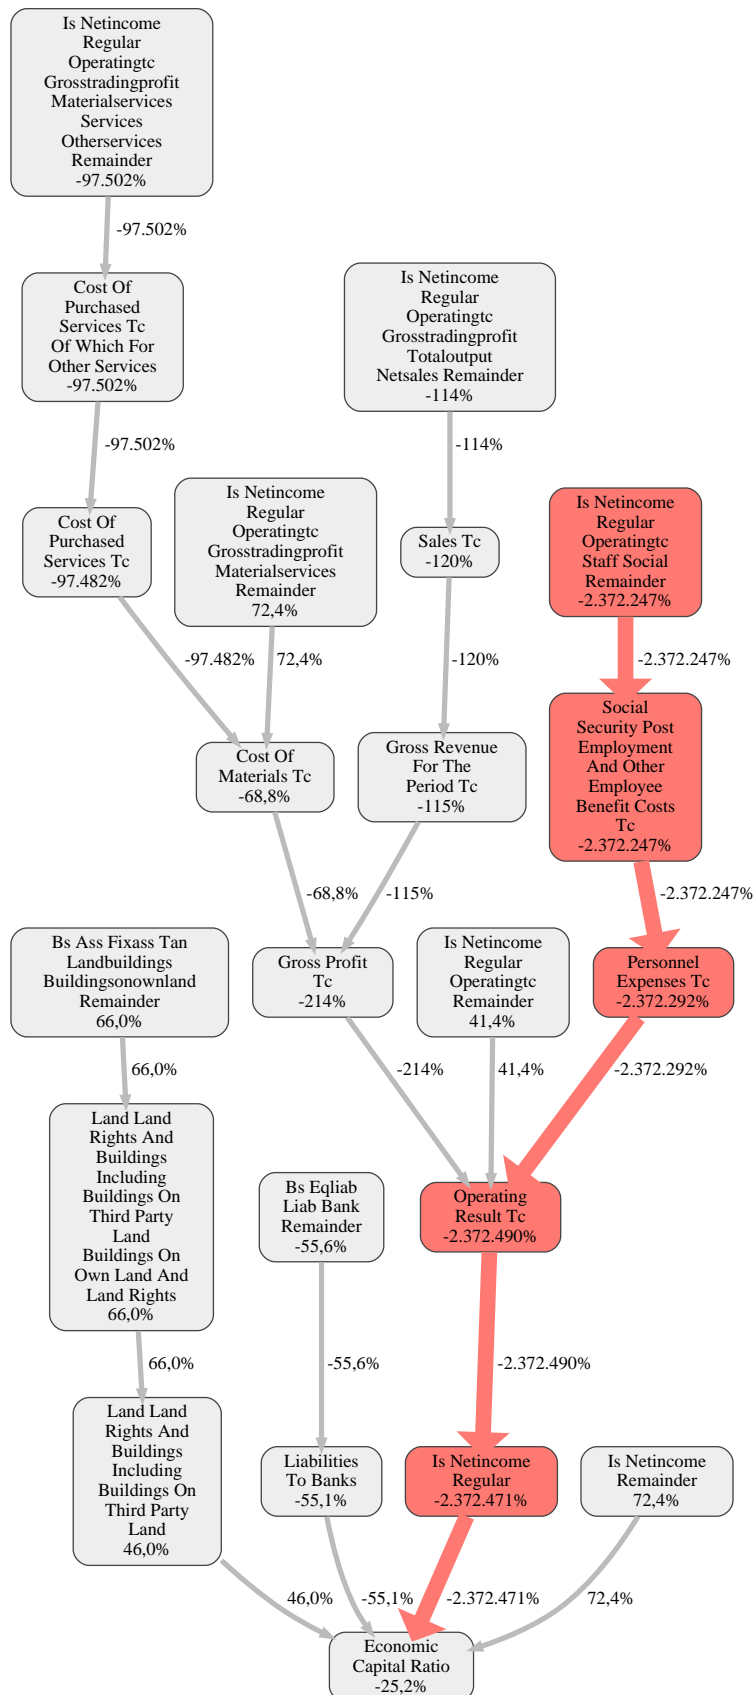 Is Netincome
Regular
Operatingtc
Grosstradingprofit
Materialservices
Services
Otherservices
Remainder
-97.502%
-97.502%
Cost Of
Purchased
Services Tc
Of Which For
Other Services
-97.502%
Is Netincome
Regular
Operatingtc
Grosstradingprofit
Totaloutput
Netsales Remainder
-114%
-97.502%
-114%
Cost Of
Purchased
Services Tc
-97.482%
Is Netincome
Regular
Operatingtc
Grosstradingprofit
Materialservices
Remainder
72,4%
Sales Tc
-120%
Is Netincome
Regular
Operatingtc
Staff Social
Remainder
-2.372.247%
-97.482%
72,4%
-120%
-2.372.247%
Cost Of
Materials Tc
-68,8%
Gross Revenue
For The
Period Tc
-115%
Social
Security Post
Employment
And Other
Employee
Benefit Costs
Tc
-2.372.247%
-68,8%
-115%
-2.372.247%
Bs Ass Fixass Tan
Landbuildings
Buildingsonownland
Remainder
66,0%
Gross Profit
Tc
-214%
Is Netincome
Regular
Operatingtc
Remainder
41,4%
Personnel
Expenses Tc
-2.372.292%
66,0%
-214%
41,4%
-2.372.292%
Land Land
Rights And
Buildings
Including
Buildings On
Third Party
Land
Buildings On
Own Land And
Land Rights
66,0%
Bs Eqliab
Liab Bank
Remainder
-55,6%
Operating
Result Tc
-2.372.490%
66,0%
-55,6%
-2.372.490%
Land Land
Rights And
Buildings
Including
Buildings On
Third Party
Land
46,0%
Liabilities
To Banks
-55,1%
Is Netincome
Regular
-2.372.471%
Is Netincome
Remainder
72,4%
46,0%
-55,1%
-2.372.471%
72,4%
Economic
Capital Ratio
-25,2%